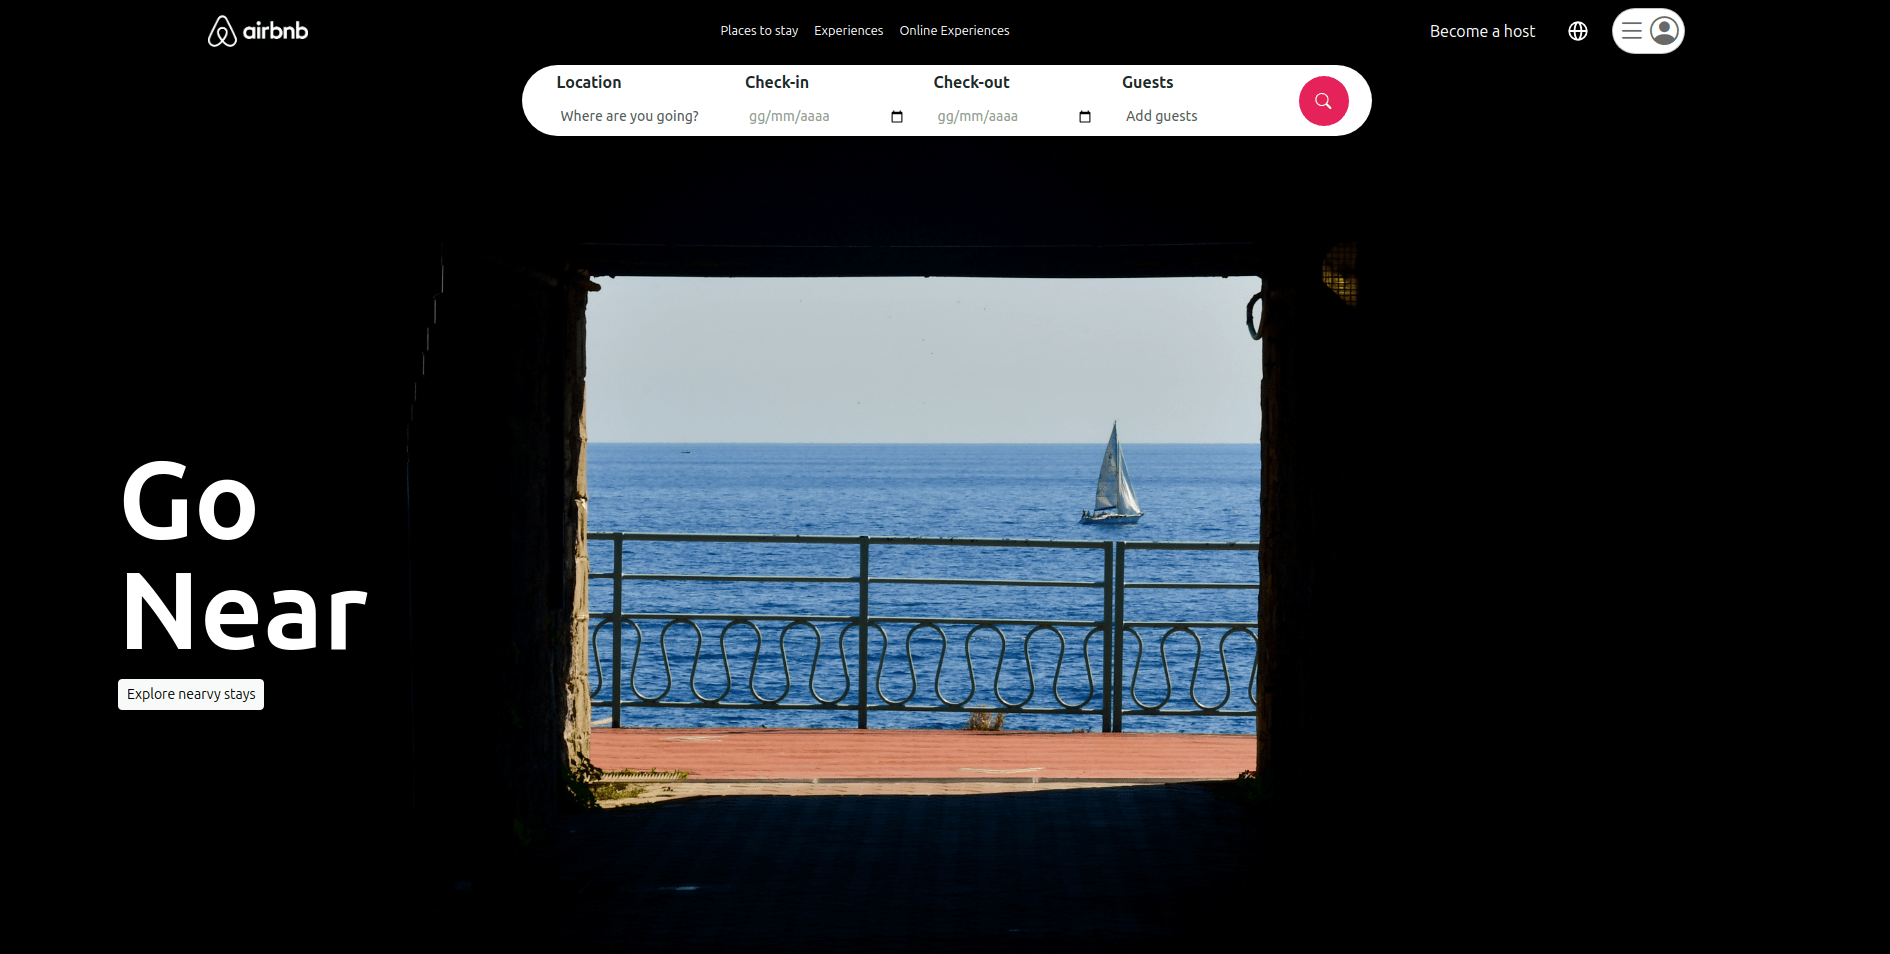 airbnb
Places to stay Experiences Online Experiences
Become a host
Location Check-in Check-out Guests
Where are you going? gg/mm/aaaa gg/mm/aaaa Add guests
Go
Near
Explore nearvy stays